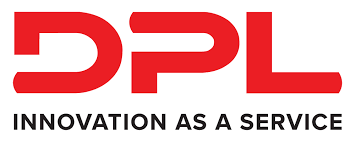 DPL
INNOVATION AS A SERVICE